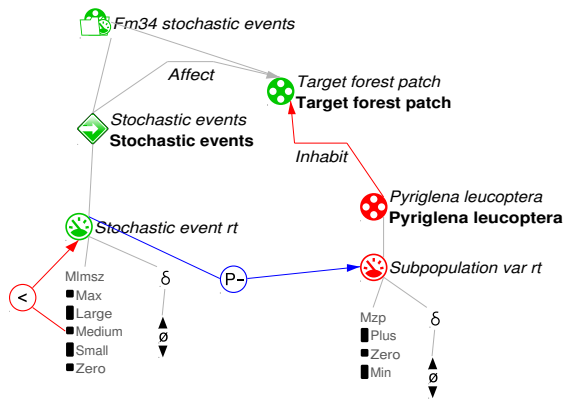 Fm34 stochastic events
Affect
Target forest patch
Target forest patch
Stochastic events
Stochastic events
Inhabit
Pyriglena leucoptera
Pyriglena leucoptera
Stochastic event rt
P-
Subpopulation var rt
Mlmsz
δ
<
Max
Large
Medium
Small
Zero
ø
Mzp
δ
Plus
Zero
Min
ø